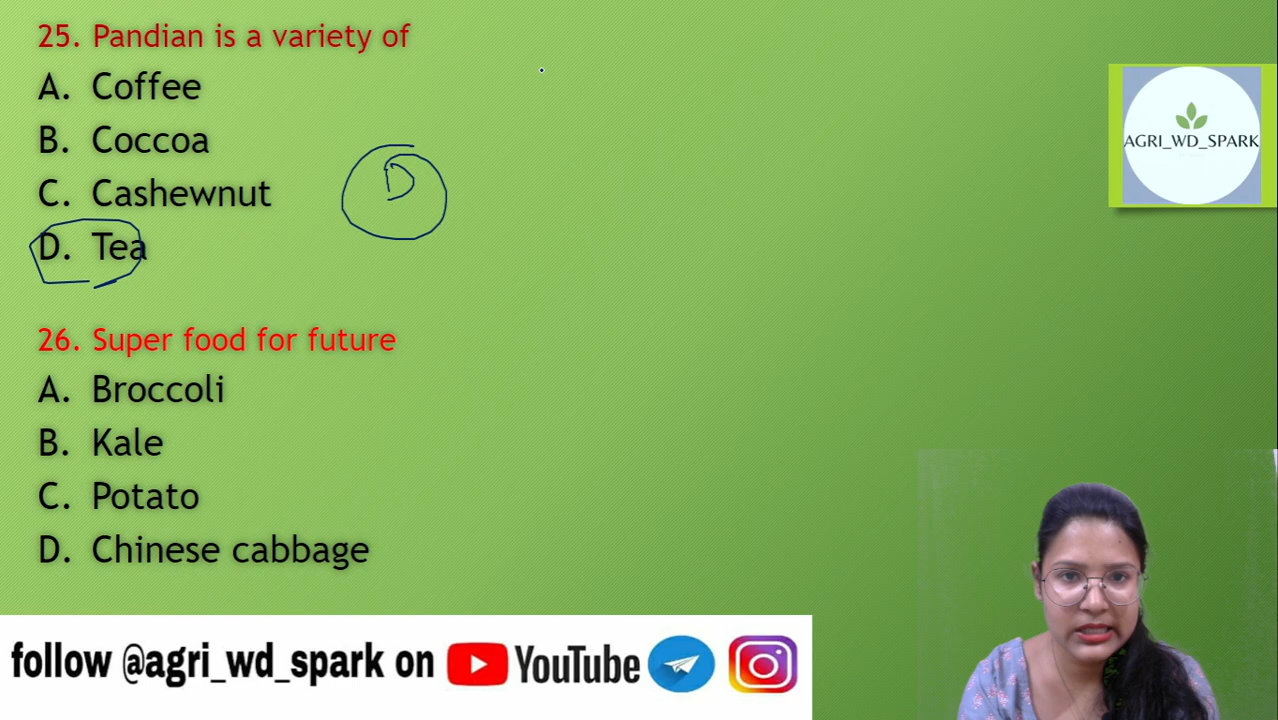 25. Pandian is a variety of
A. Coffee
B. Coccoa
C. Cashewnut
D. Tea
D
26. Super food for future
A. Broccoli
B. Kale
C. Potato
D. Chinese cabbage
AGRI_WD_SPARK
follow @agri_wd_spark on YouTube